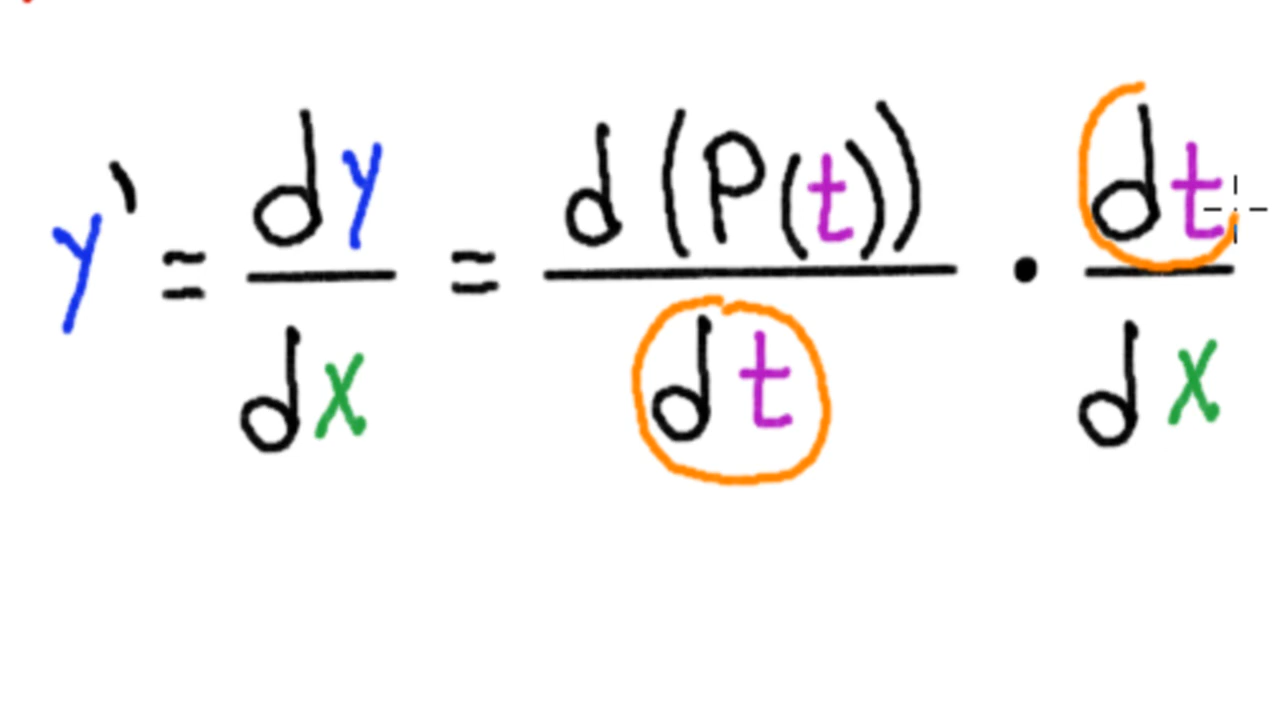 y' = dy/dx = d(P(t))/dt · dt/dx